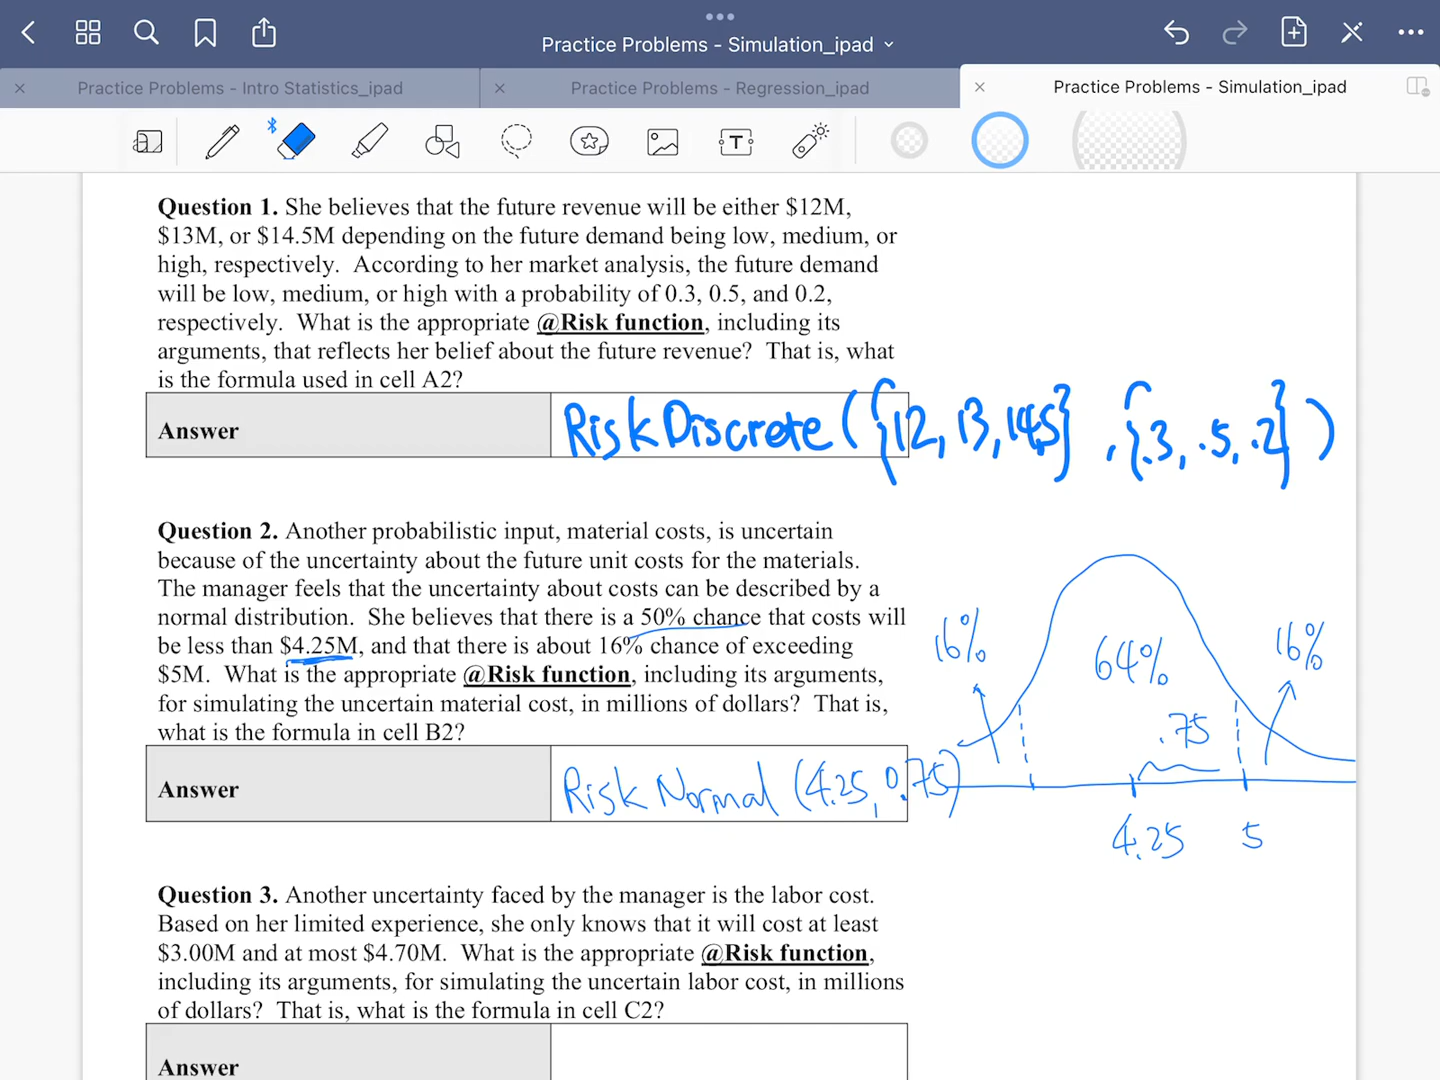 Practice Problems - Simulation_ipad
Practice Problems - Intro Statistics_ipad
Practice Problems - Regression_ipad
Practice Problems - Simulation_ipad
a
T
Question 1. She believes that the future revenue will be either $12M,
$13M, or $14.5M depending on the future demand being low, medium, or
high, respectively. According to her market analysis, the future demand
will be low, medium, or high with a probability of 0.3, 0.5, and 0.2,
respectively. What is the appropriate @Risk function, including its
arguments, that reflects her belief about the future revenue? That is, what
is the formula used in cell A2?
Answer
RiskDiscrete ({12, 13, 14.5} , {.3, .5, .2} )
Question 2. Another probabilistic input, material costs, is uncertain
because of the uncertainty about the future unit costs for the materials.
The manager feels that the uncertainty about costs can be described by a
normal distribution. She believes that there is a 50% chance that costs will
be less than $4.25M, and that there is about 16% chance of exceeding
$5M. What is the appropriate @Risk function, including its arguments,
for simulating the uncertain material cost, in millions of dollars? That is,
what is the formula in cell B2?
16%
64%
16%
.75
4.25
5
Answer
Risk Normal (4.25, 0.75)
Question 3. Another uncertainty faced by the manager is the labor cost.
Based on her limited experience, she only knows that it will cost at least
$3.00M and at most $4.70M. What is the appropriate @Risk function,
including its arguments, for simulating the uncertain labor cost, in millions
of dollars? That is, what is the formula in cell C2?
Answer